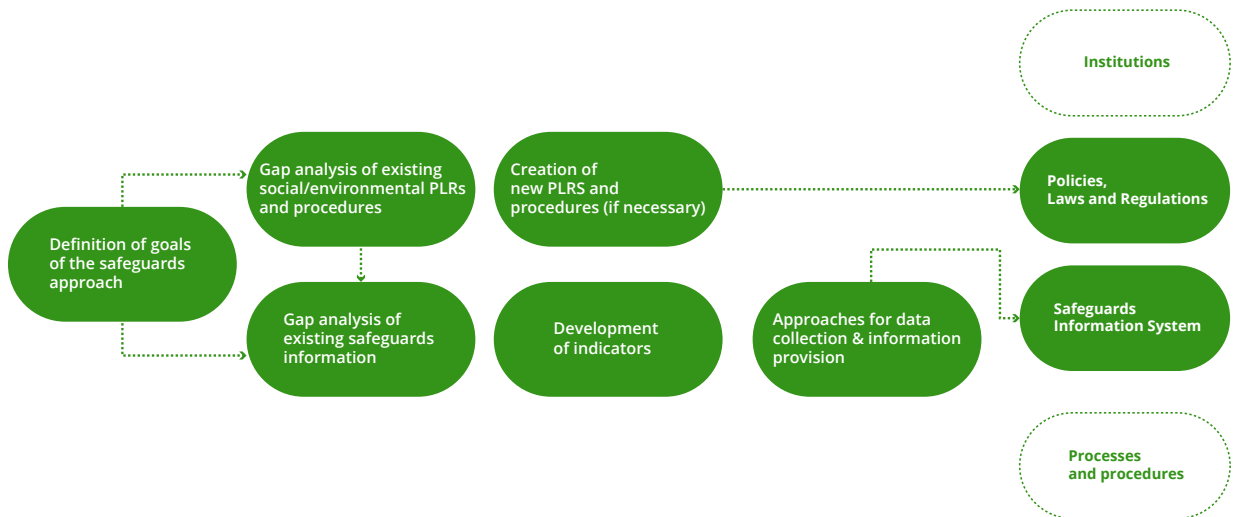 Institutions
Gap analysis of existing
social/environmental PLRs
and procedures
Creation of
new PLRS and
procedures (if necessary)
Policies,
Laws and Regulations
Definition of goals
of the safeguards
approach
Gap analysis of
existing safeguards
information
Development
of indicators
Approaches for data
collection & information
provision
Safeguards
Information System
Processes
and procedures